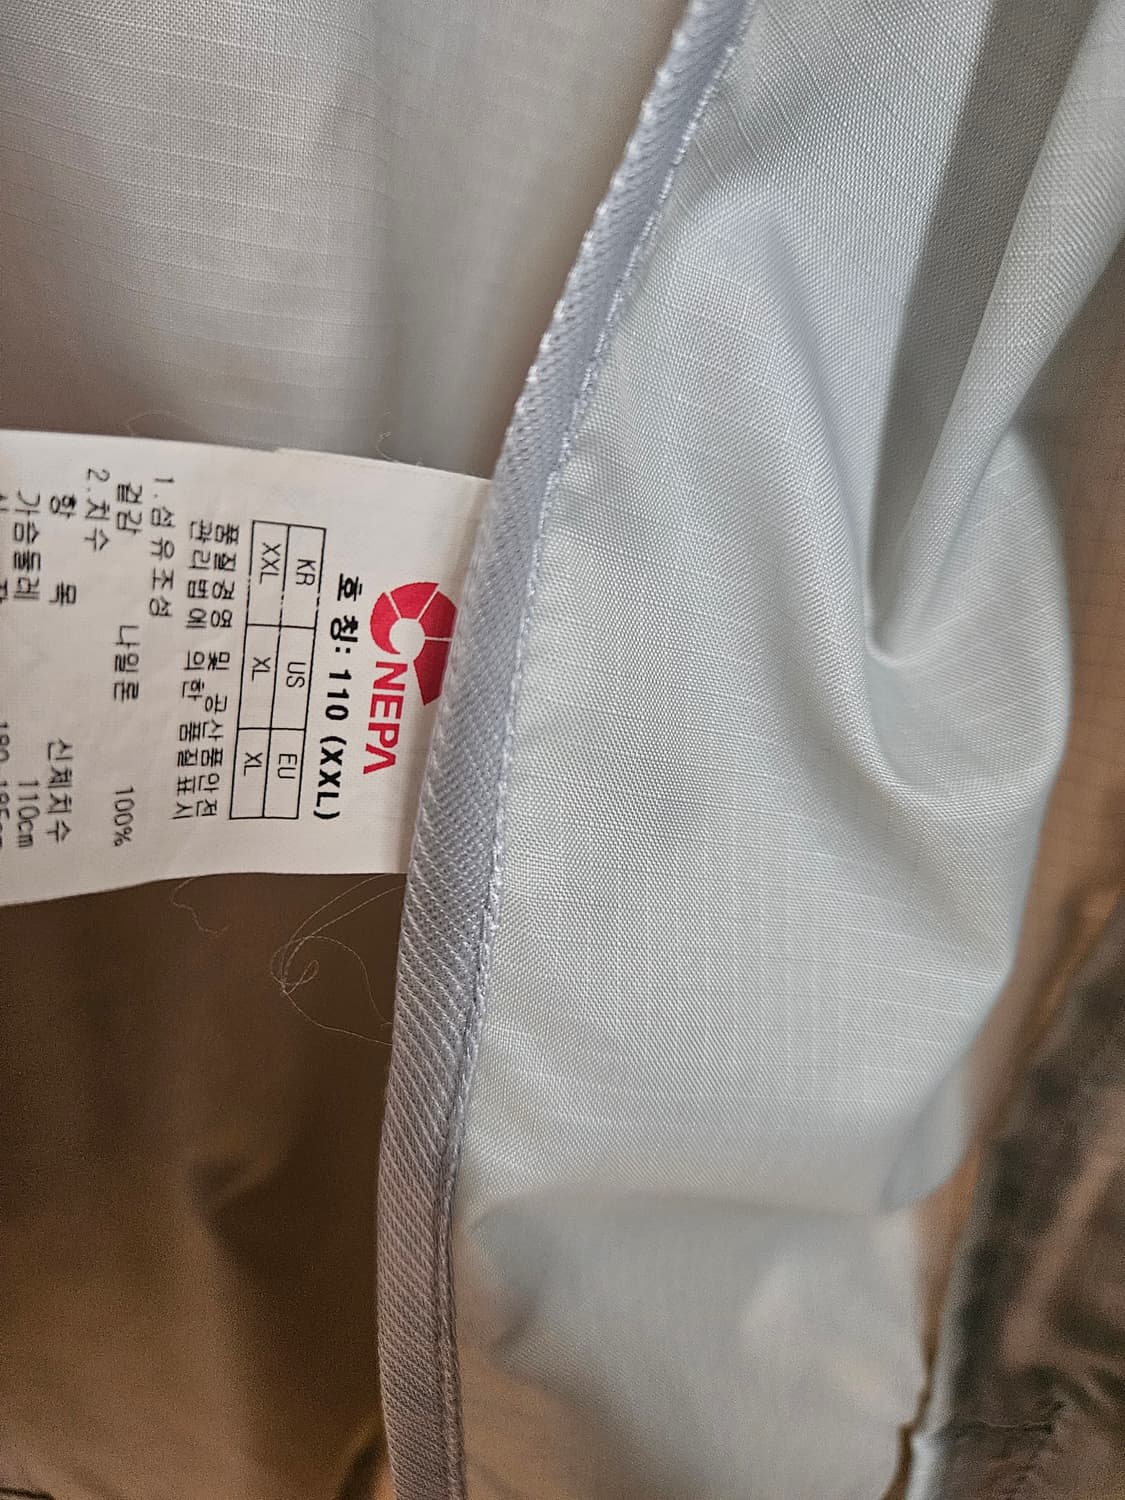 NEPA
호 칭: 110 (XXL)
KR US EU
XXL XL XL
품질경영 및 공산품안전
관리법에 의한 품질표시
1.섬유조성
겉감 나일론 100%
2.치수
항 목 신체치수
가슴둘레 110cm